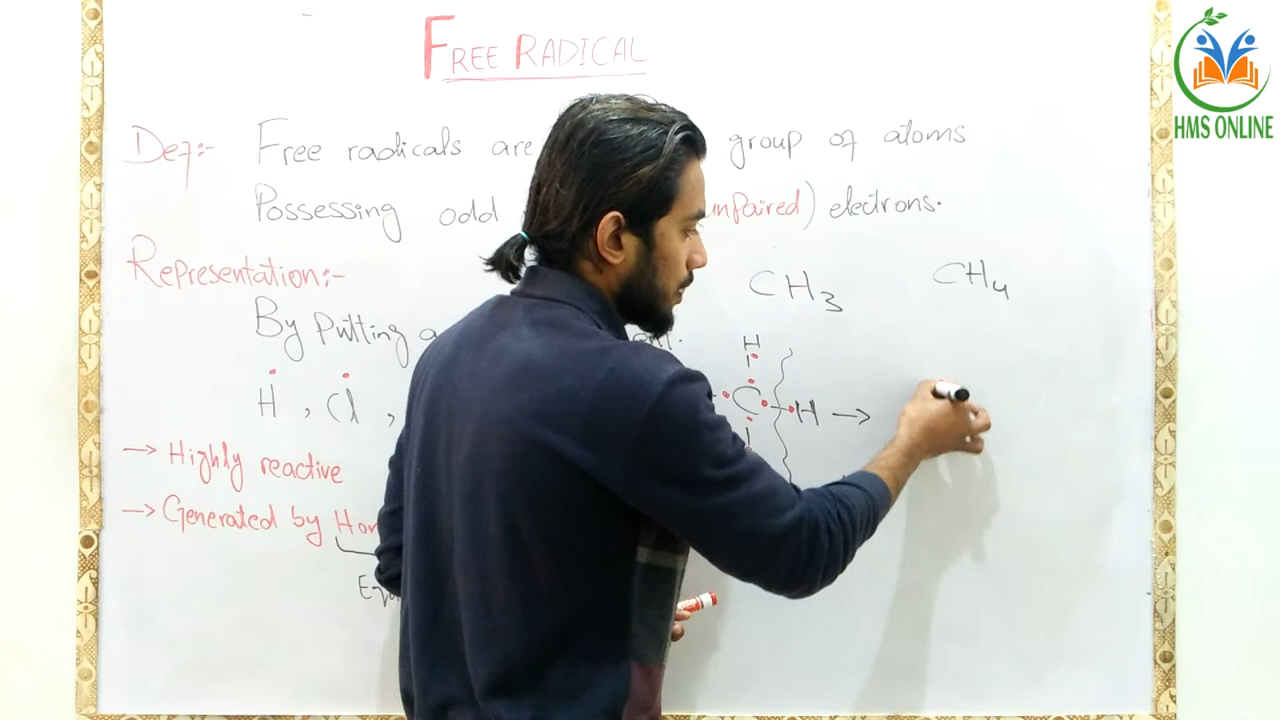 FREE RADICAL
HMS ONLINE
Def:- Free radicals are group of atoms
Possessing odd unpaired) electrons.
Representation:-
CH3 CH4
By Putting a
H
H , Cl , C - H →
→ Highly reactive
→ Generated by